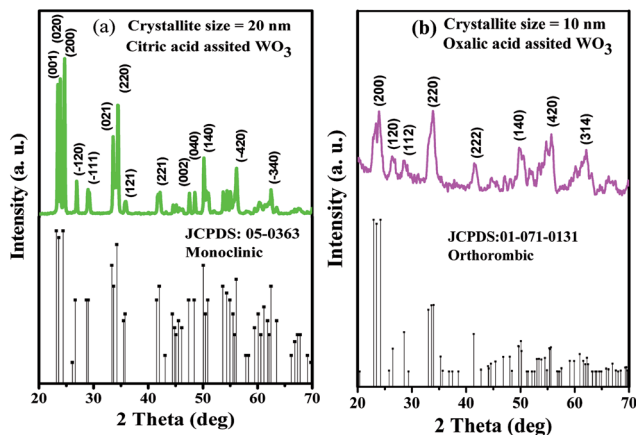 (a)
Crystallite size = 20 nm
Citric acid assited WO3
(001)
(020)
(200)
(-120)
(-111)
(021)
(220)
(121)
(221)
(002)
(040)
(140)
(-420)
(-340)
JCPDS: 05-0363
Monoclinic
Intensity (a. u.)
20 30 40 50 60 70
2 Theta (deg)
(b)
Crystallite size = 10 nm
Oxalic acid assited WO3
(200)
(120)
(112)
(220)
(222)
(140)
(420)
(314)
JCPDS:01-071-0131
Orthorombic
Intensity (a. u.)
20 30 40 50 60 70
2 Theta (deg)